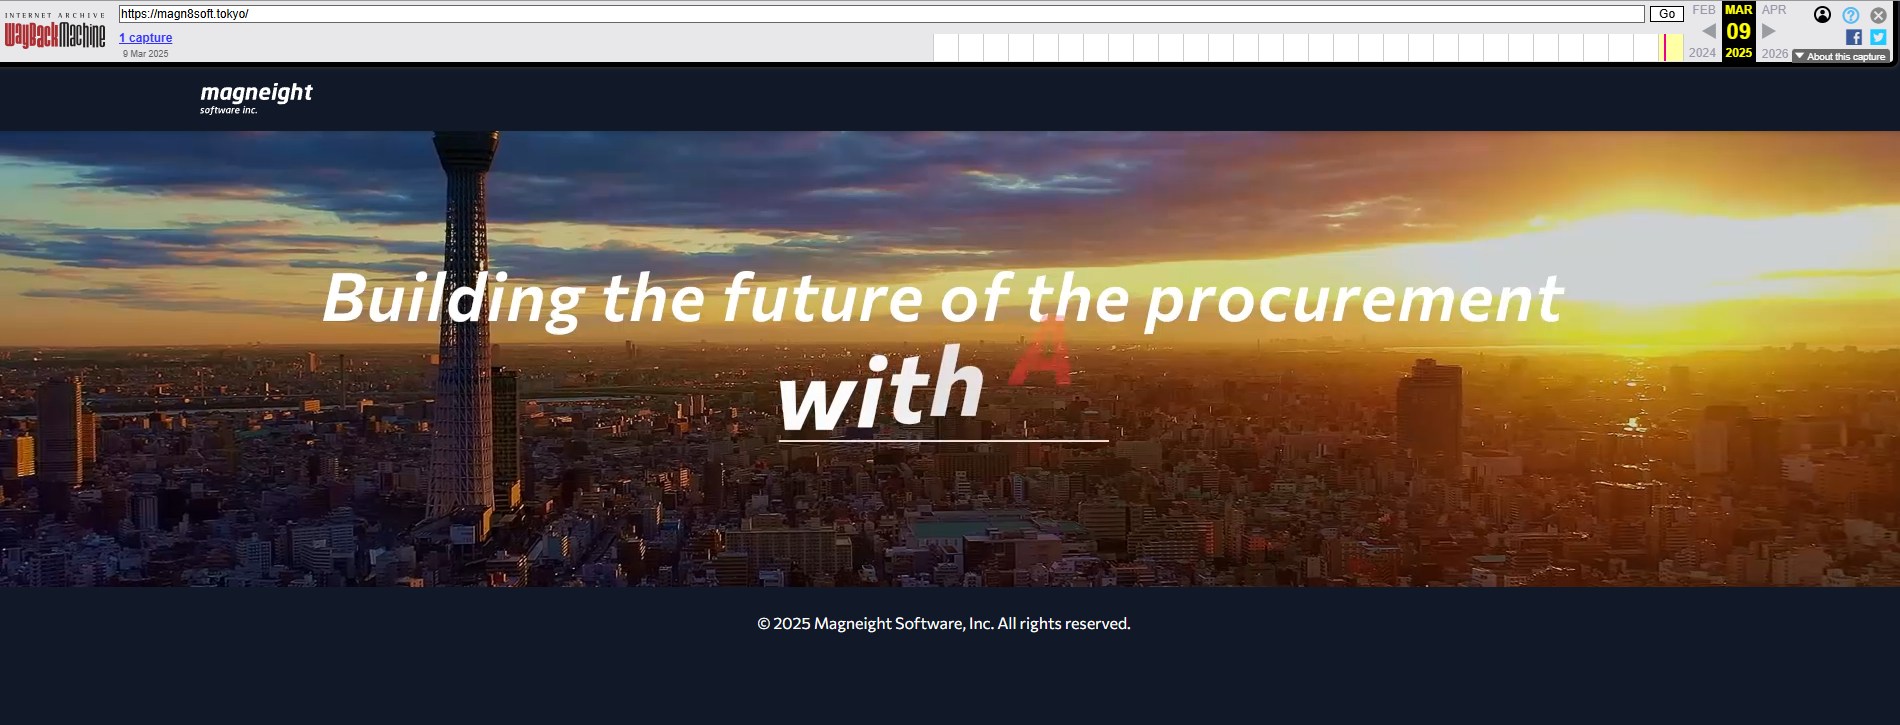 INTERNET ARCHIVE
WayBackMachine
https://magn8soft.tokyo/
Go
1 capture
9 Mar 2025
FEB MAR APR
09
2024 2025 2026
About this capture
magneight
software inc.
Building the future of the procurement
with A
© 2025 Magneight Software, Inc. All rights reserved.